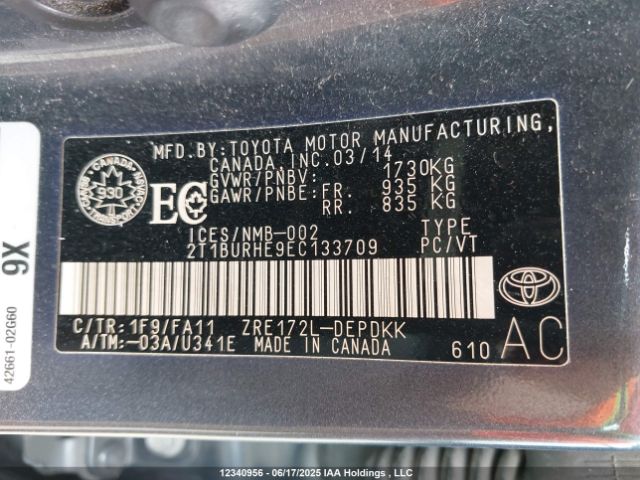 MFD.BY:TOYOTA MOTOR MANUFACTURING,
CANADA, INC.03/14
GVWR/PNBV: 1730KG
GAWR/PNBE:FR. 935 KG
RR. 835 KG
CANADA
930
EC
ICES/NMB-002 TYPE
2T1BURHE9EC133709 PC/VT
C/TR:1F9/FA11 ZRE172L-DEPDKK
A/TM:-03A/U341E MADE IN CANADA
610 AC
9X
42661-02G60
12340956 - 06/17/2025 IAA Holdings , LLC